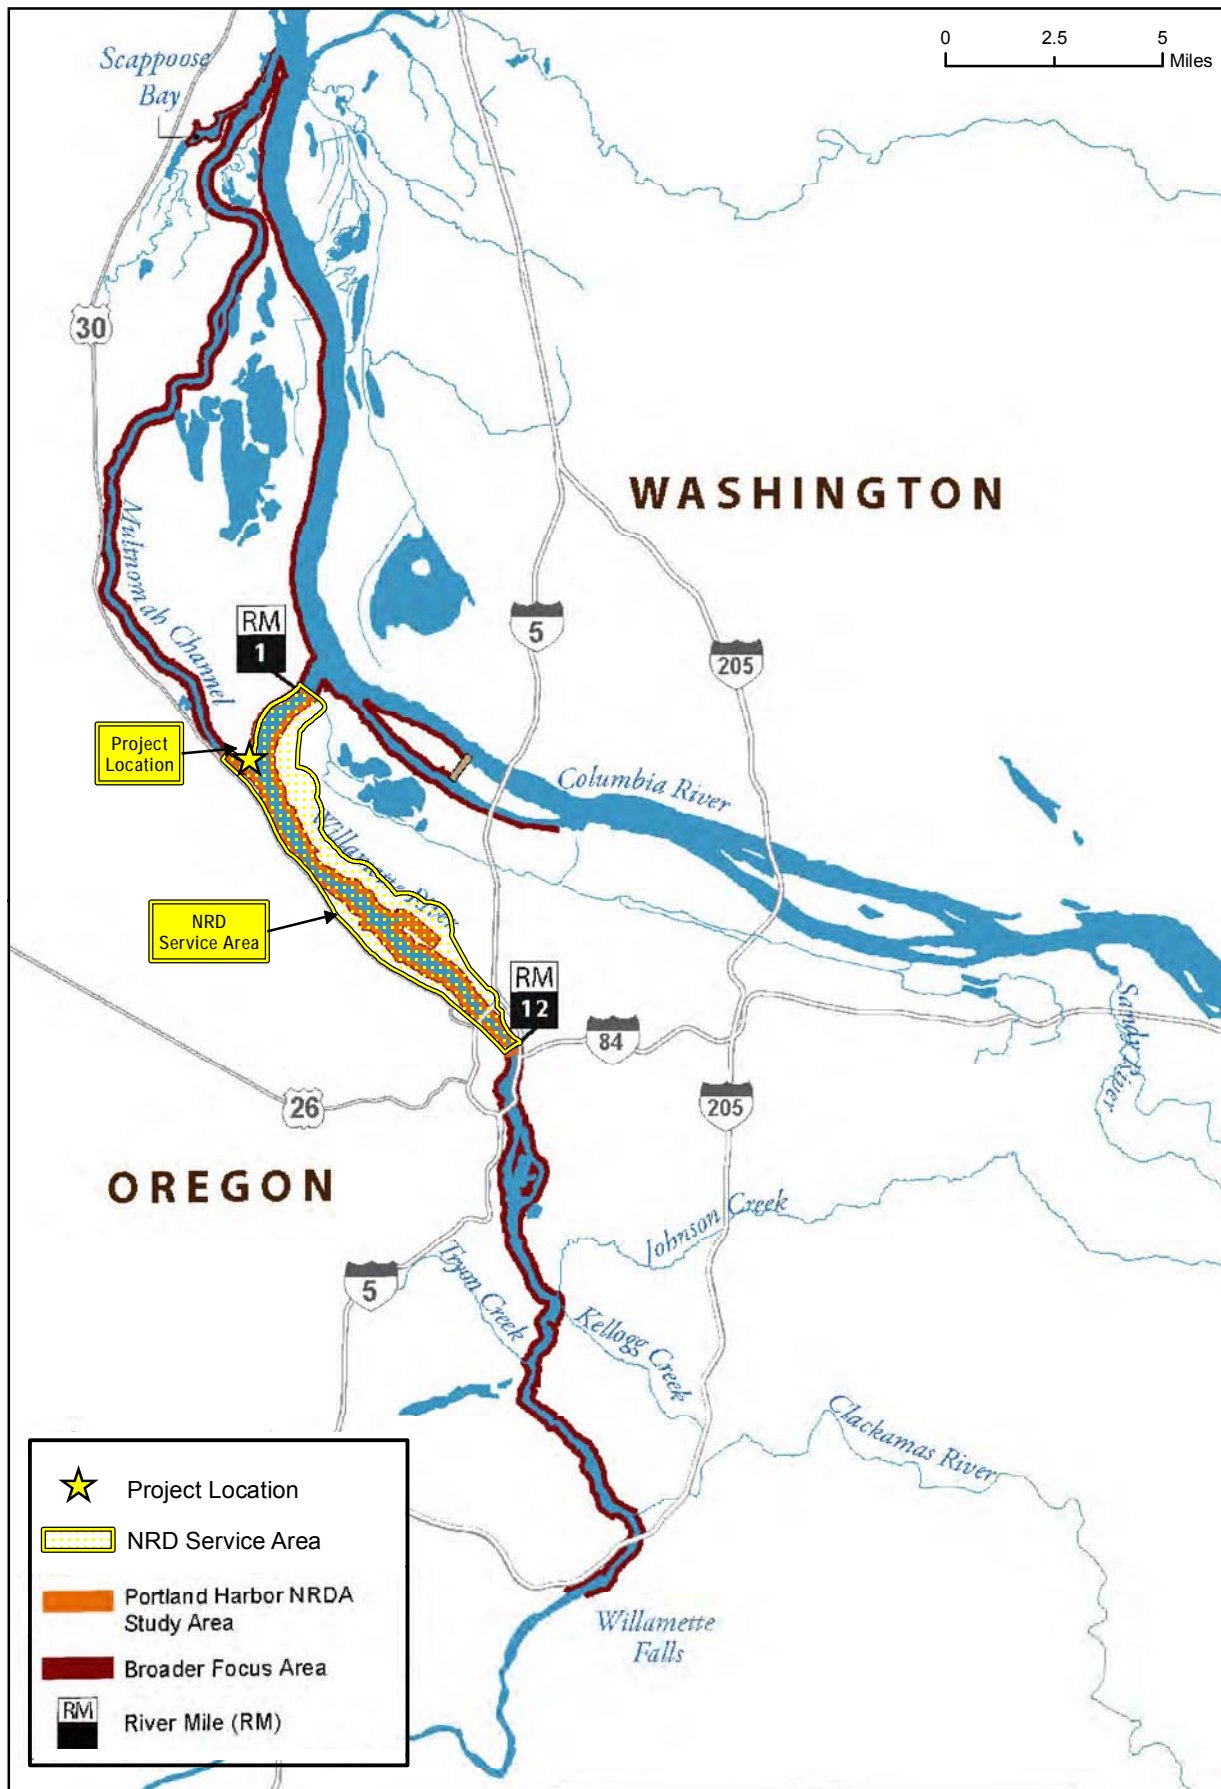 Scappoose
Bay
0 2.5 5
Miles
30
WASHINGTON
Multnomah Channel
RM
1
5
205
Project
Location
Columbia River
Willamette River
NRD
Service Area
RM
12
84
Sandy River
26
205
OREGON
Johnson Creek
Tryon Creek
5
Kellogg Creek
Clackamas River
Willamette
Falls
Project Location
NRD Service Area
Portland Harbor NRDA
Study Area
Broader Focus Area
RM
River Mile (RM)